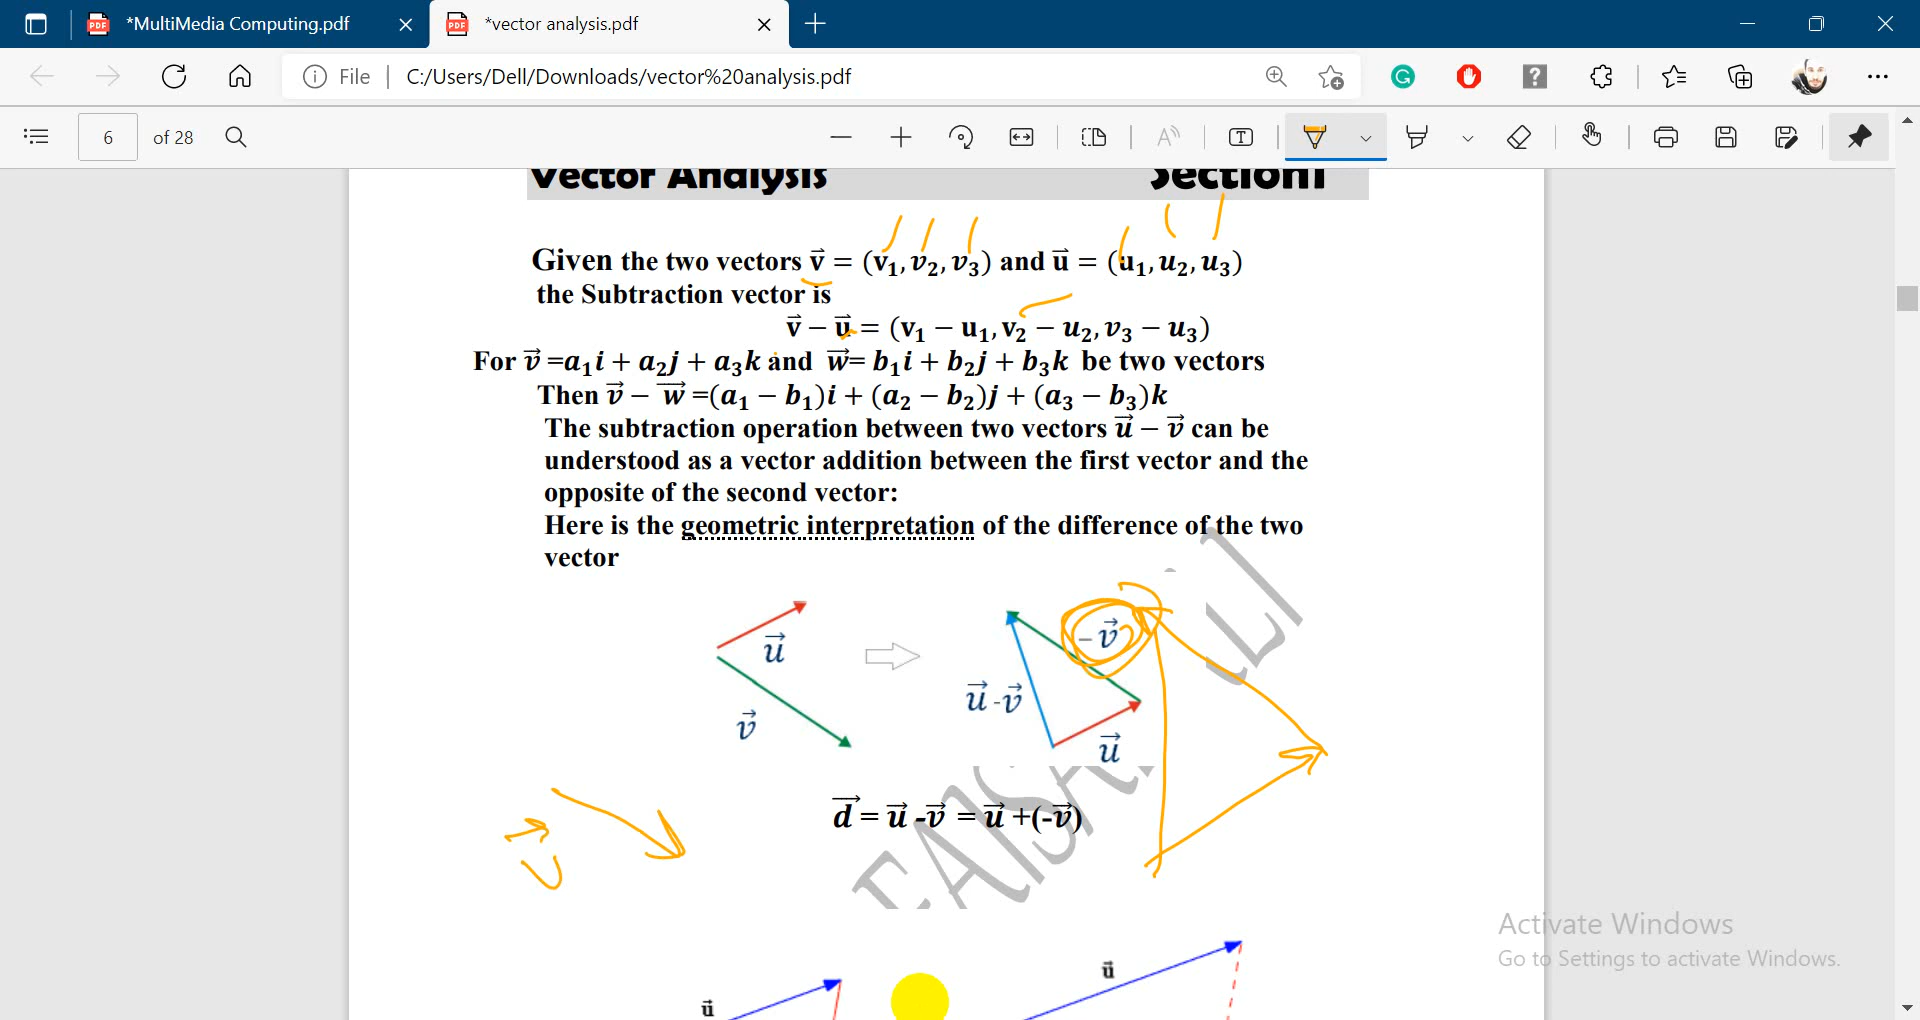 *MultiMedia Computing.pdf
*vector analysis.pdf
File
C:/Users/Dell/Downloads/vector%20analysis.pdf
6 of 28
Vector Analysis Section1
Given the two vectors v⃗ = (v₁, v₂, v₃) and u⃗ = (u₁, u₂, u₃)
the Subtraction vector is
v⃗ − u⃗ = (v₁ − u₁, v₂ − u₂, v₃ − u₃)
For v⃗ =a₁i + a₂j + a₃k and w⃗= b₁i + b₂j + b₃k be two vectors
Then v⃗ − w⃗ =(a₁ − b₁)i + (a₂ − b₂)j + (a₃ − b₃)k
The subtraction operation between two vectors u⃗ − v⃗ can be
understood as a vector addition between the first vector and the
opposite of the second vector:
Here is the geometric interpretation of the difference of the two
vector
u⃗
v⃗
−v⃗
u⃗ -v⃗
u⃗
d⃗ = u⃗ -v⃗ = u⃗ +(-v⃗)
u⃗
u⃗
Activate Windows
Go to Settings to activate Windows.